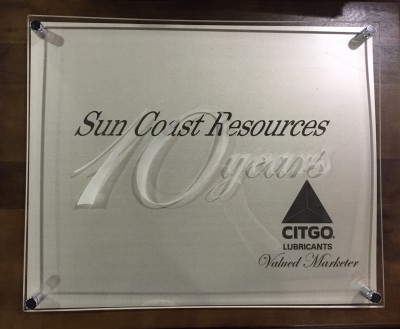 Sun Coast Resources
10 years
CITGO
LUBRICANTS
Valued Marketer